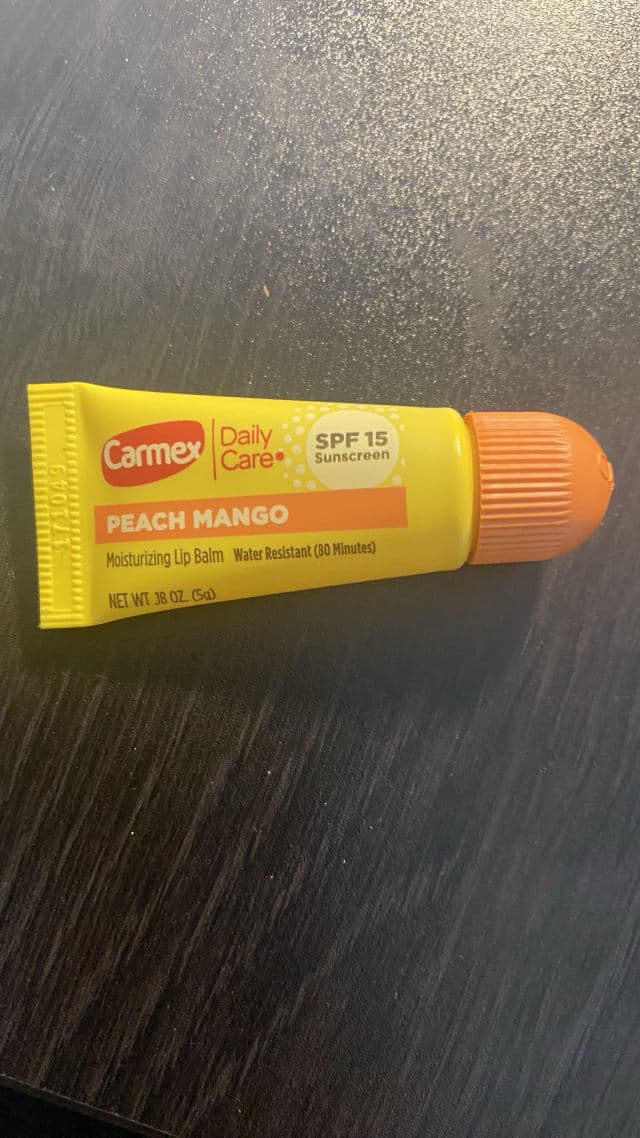 Carmex
Daily
Care
SPF 15
Sunscreen
PEACH MANGO
Moisturizing Lip Balm Water Resistant (80 Minutes)
NET WT .18 OZ. (5g)